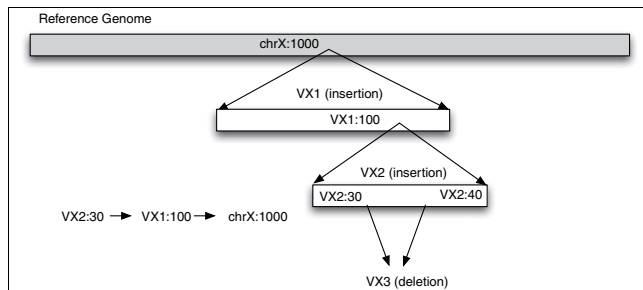 Reference Genome
chrX:1000
VX1 (insertion)
VX1:100
VX2 (insertion)
VX2:30
VX2:40
VX2:30 VX1:100 chrX:1000
VX3 (deletion)